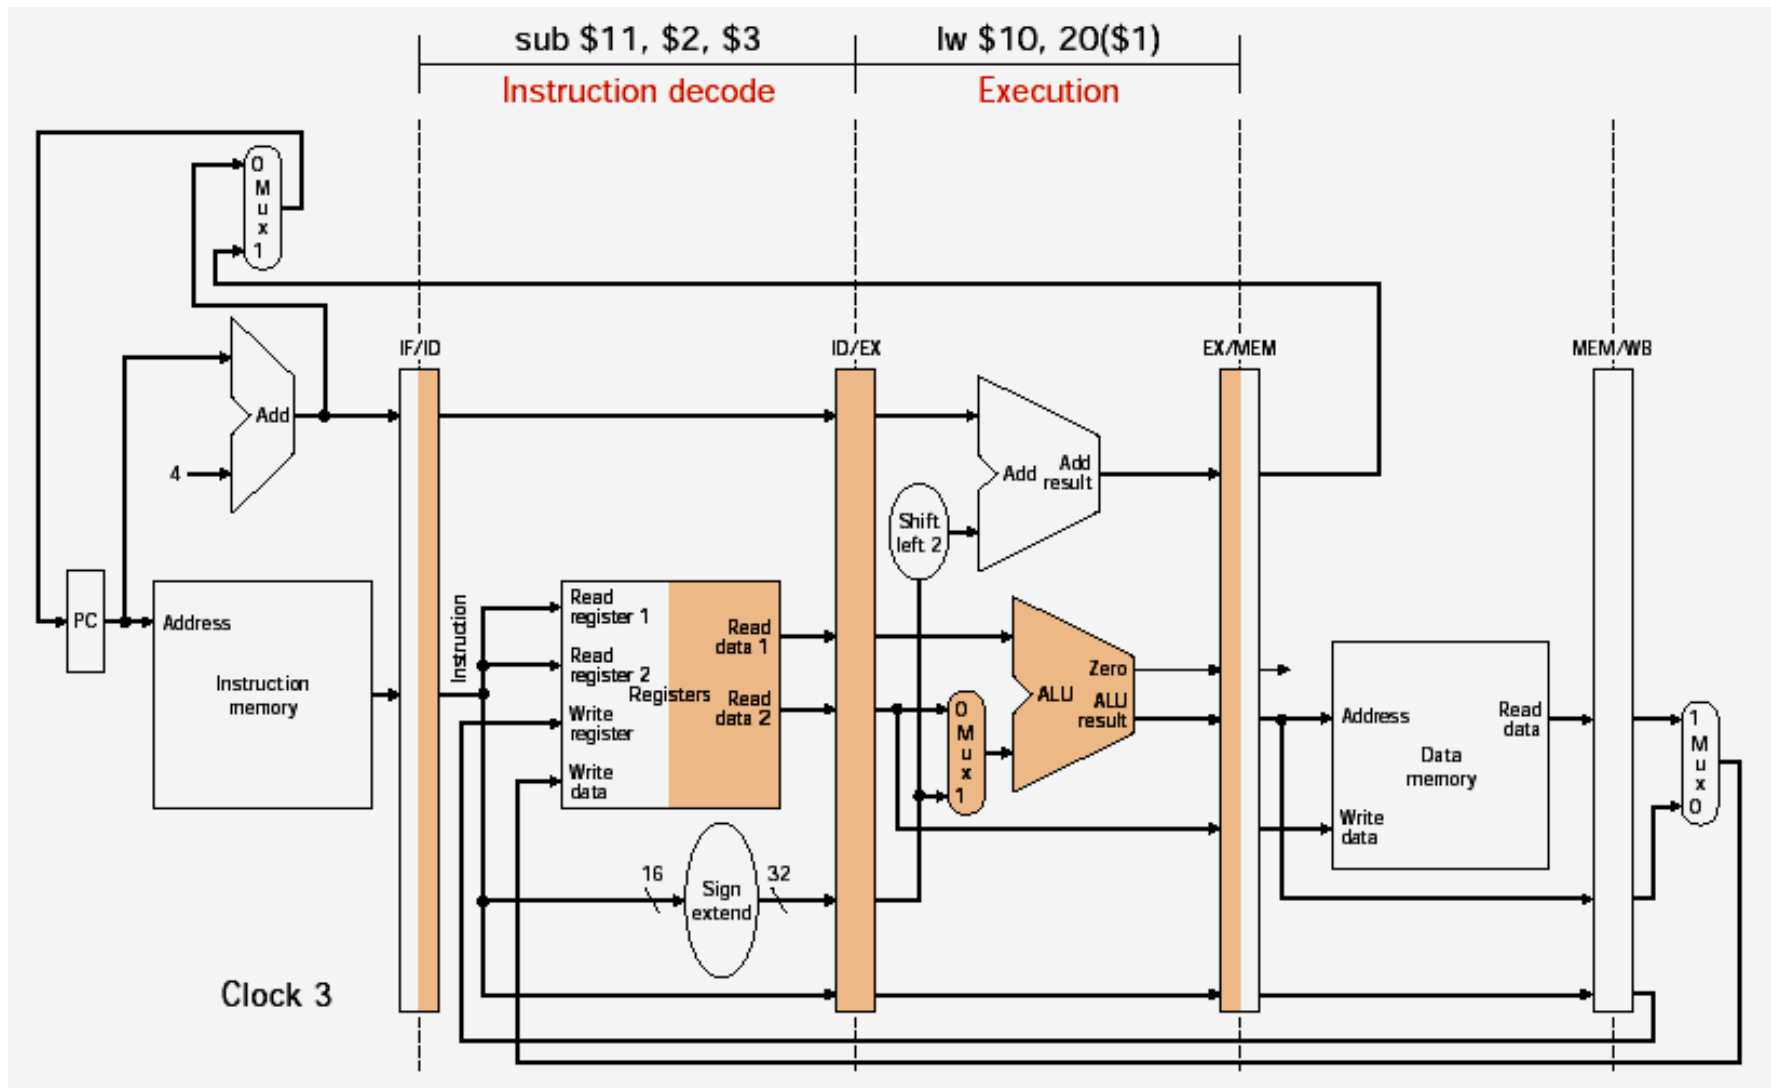 sub $11, $2, $3
lw $10, 20($1)
Instruction decode
Execution
0
M
u
x
1
IF/ID
ID/EX
EX/MEM
MEM/WB
Add
4
Add
Add
result
Shift
left 2
PC
Address
Instruction
memory
Instruction
Read
register 1
Read
register 2
Registers
Write
register
Write
data
Read
data 1
Read
data 2
0
M
u
x
1
Zero
ALU
ALU
result
Address
Read
data
Data
memory
Write
data
1
M
u
x
0
16
Sign
extend
32
Clock 3